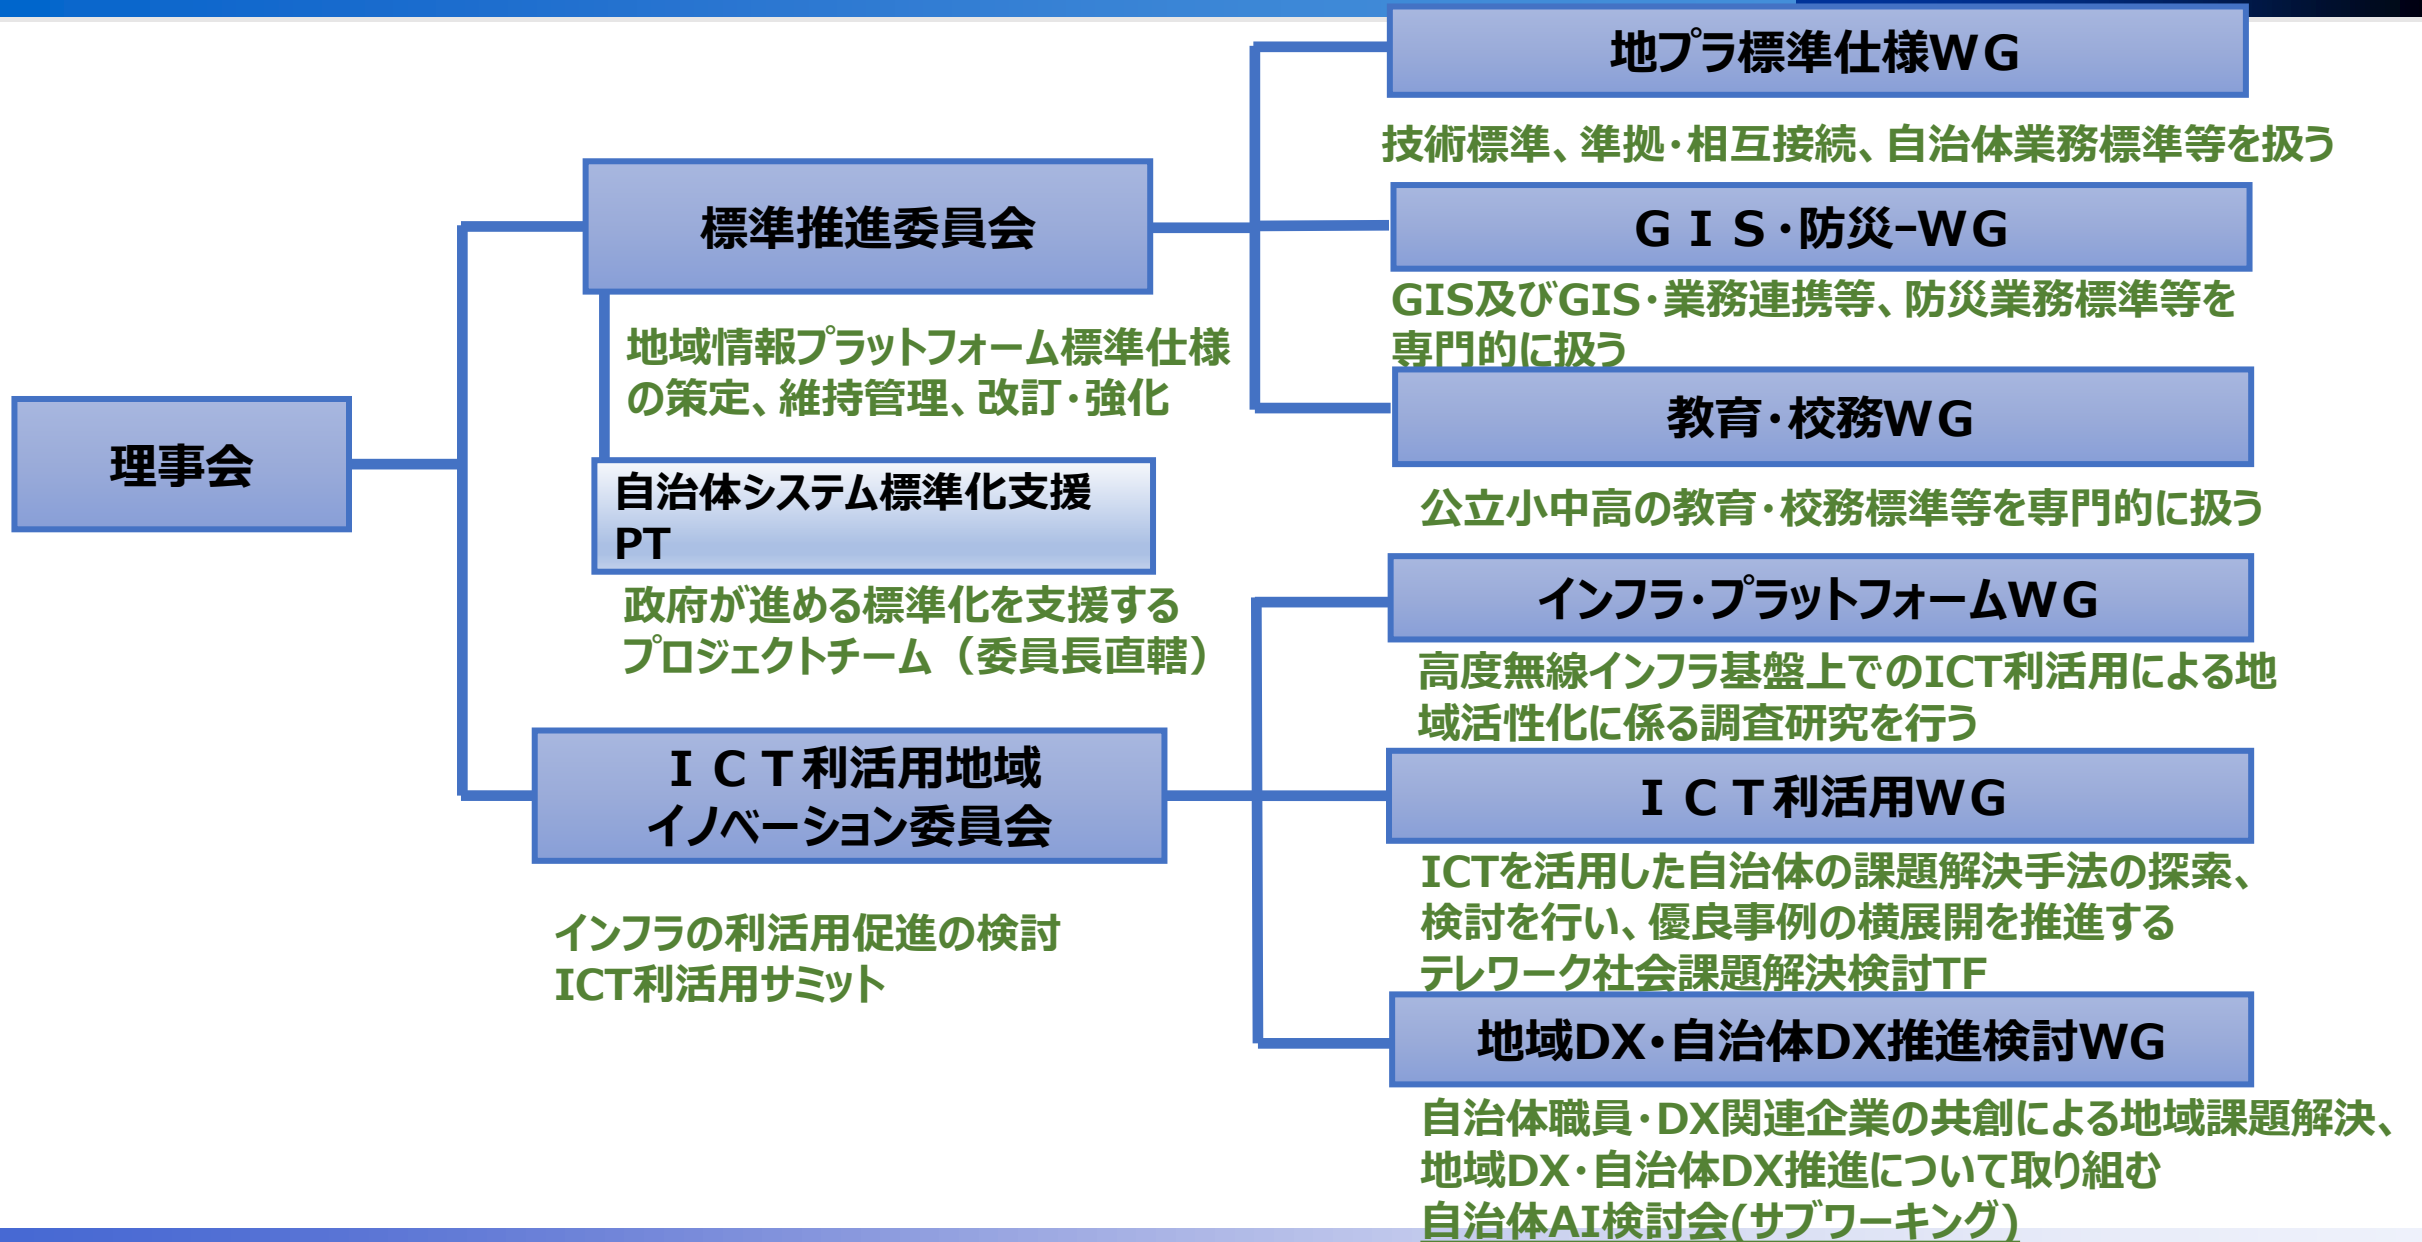 理事会
標準推進委員会
地域情報プラットフォーム標準仕様
の策定、維持管理、改訂・強化
自治体システム標準化支援
PT
政府が進める標準化を支援する
プロジェクトチーム（委員長直轄）
ＩＣＴ利活用地域
イノベーション委員会
インフラの利活用促進の検討
ICT利活用サミット
地プラ標準仕様ＷＧ
技術標準、準拠・相互接続、自治体業務標準等を扱う
ＧＩＳ・防災ｰＷＧ
GIS及びGIS・業務連携等、防災業務標準等を
専門的に扱う
教育・校務ＷＧ
公立小中高の教育・校務標準等を専門的に扱う
インフラ・プラットフォームＷＧ
高度無線インフラ基盤上でのICT利活用による地
域活性化に係る調査研究を行う
ＩＣＴ利活用ＷＧ
ICTを活用した自治体の課題解決手法の探索、
検討を行い、優良事例の横展開を推進する
テレワーク社会課題解決検討TF
地域DX・自治体DX推進検討WG
自治体職員・DX関連企業の共創による地域課題解決、
地域DX・自治体DX推進について取り組む
自治体AI検討会(サブワーキング)